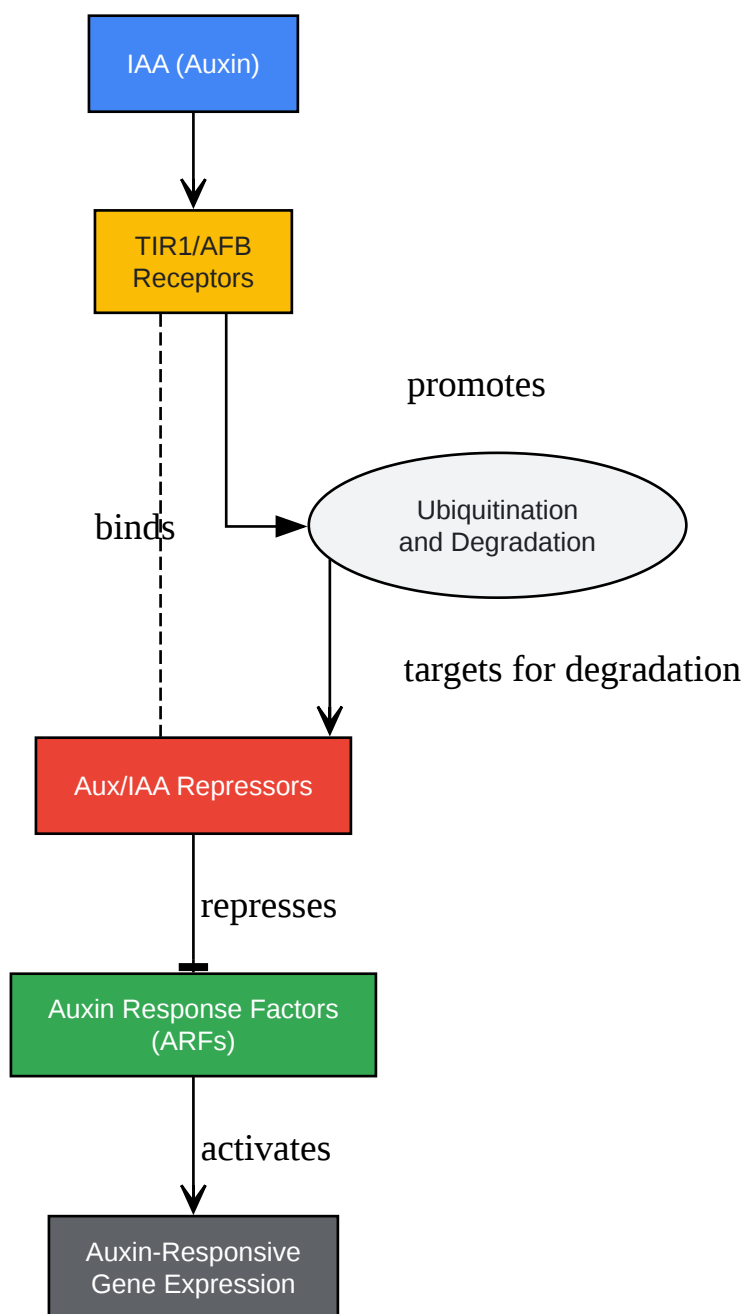 IAA (Auxin)
TIR1/AFB
Receptors
promotes
Ubiquitination
and Degradation
binds
targets for degradation
Aux/IAA Repressors
represses
Auxin Response Factors
(ARFs)
activates
Auxin-Responsive
Gene Expression